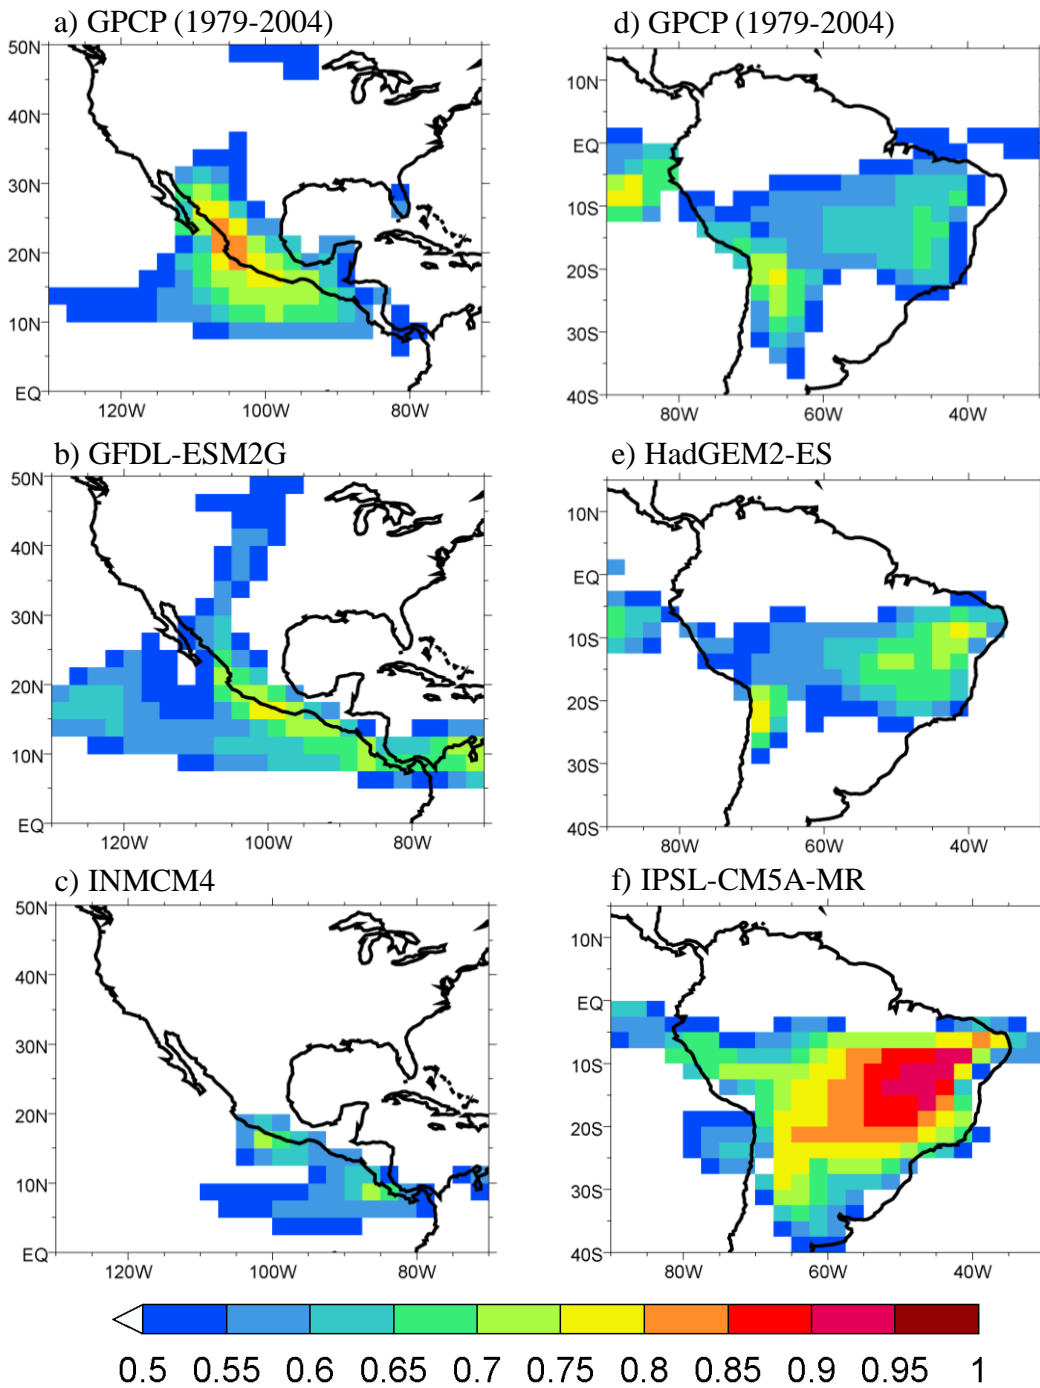 a) GPCP (1979-2004)
50N
40N
30N
20N
10N
EQ
120W 100W 80W
b) GFDL-ESM2G
50N
40N
30N
20N
10N
EQ
120W 100W 80W
c) INMCM4
50N
40N
30N
20N
10N
EQ
120W 100W 80W
d) GPCP (1979-2004)
10N
EQ
10S
20S
30S
40S
80W 60W 40W
e) HadGEM2-ES
10N
EQ
10S
20S
30S
40S
80W 60W 40W
f) IPSL-CM5A-MR
10N
EQ
10S
20S
30S
40S
80W 60W 40W
0.5 0.55 0.6 0.65 0.7 0.75 0.8 0.85 0.9 0.95 1